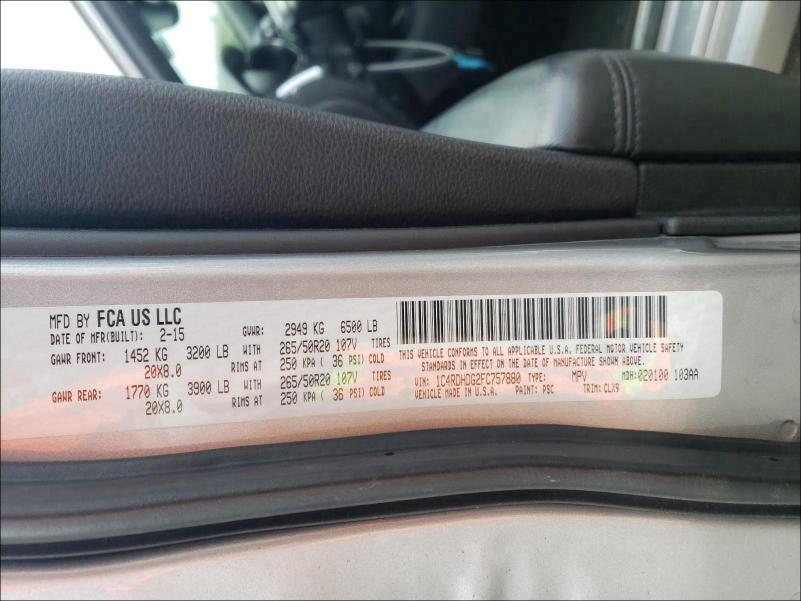 MFD BY FCA US LLC
DATE OF MFR(BUILT): 2-15 GVWR: 2949 KG 6500 LB
GAWR FRONT: 1452 KG 3200 LB WITH 265/50R20 107V TIRES
20X8.0 RIMS AT 250 KPA ( 36 PSI) COLD
GAWR REAR: 1770 KG 3900 LB WITH 265/50R20 107V TIRES
20X8.0 RIMS AT 250 KPA ( 36 PSI) COLD
THIS VEHICLE CONFORMS TO ALL APPLICABLE U.S.A. FEDERAL MOTOR VEHICLE SAFETY
STANDARDS IN EFFECT ON THE DATE OF MANUFACTURE SHOWN ABOVE.
VIN: 1C4RDHDG2FC757880 TYPE: MPV MDH:020100 103AA
VEHICLE MADE IN U.S.A. PAINT: PSC TRIM: CLX9